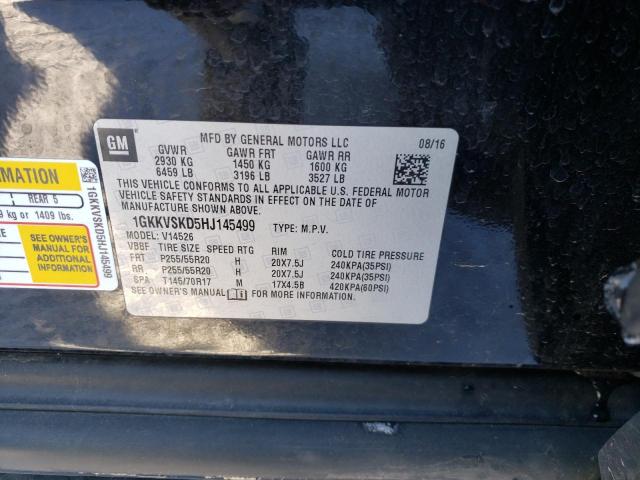 GM
MFD BY GENERAL MOTORS LLC
08/16
GVWR GAWR FRT GAWR RR
2930 KG 1450 KG 1600 KG
6459 LB 3196 LB 3527 LB
THIS VEHICLE CONFORMS TO ALL APPLICABLE U.S. FEDERAL MOTOR
VEHICLE SAFETY STANDARDS IN EFFECT ON THE DATE OF
MANUFACTURE SHOWN ABOVE.
1GKKVSKD5HJ145499 TYPE: M.P.V.
MODEL: V14526
VBBF TIRE SIZE SPEED RTG RIM COLD TIRE PRESSURE
FRT P255/55R20 H 20X7.5J 240KPA(35PSI)
RR P255/55R20 H 20X7.5J 240KPA(35PSI)
SPA T145/70R17 M 17X4.5B 420KPA(60PSI)
SEE OWNER'S MANUAL FOR MORE INFORMATION.
REAR 5
kg or 1409 lbs.
SEE OWNER'S
MANUAL FOR
ADDITIONAL
INFORMATION
1GKKVSKD5HJ145499